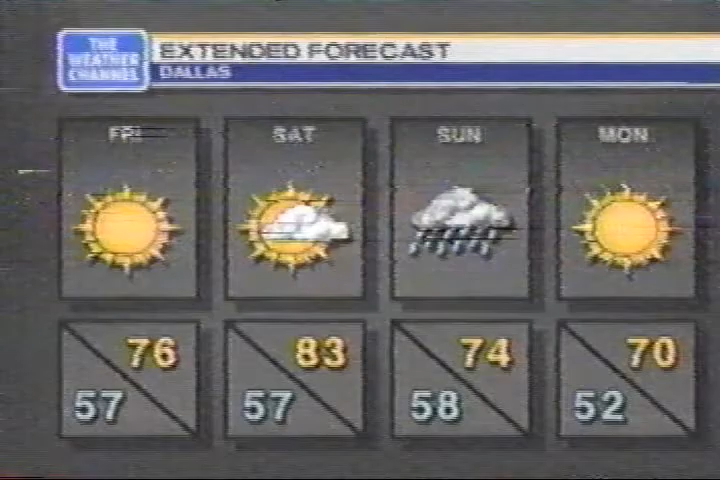 THE
WEATHER
CHANNEL
EXTENDED FORECAST
DALLAS
FRI SAT SUN MON
76 83 74 70
57 57 58 52